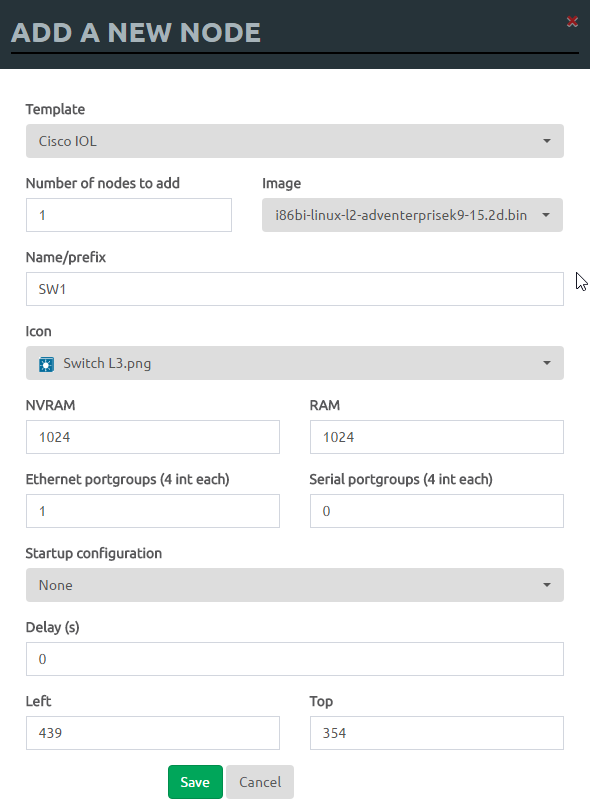 ADD A NEW NODE
Template
Cisco IOL
Number of nodes to add Image
1 i86bi-linux-l2-adventerprisek9-15.2d.bin
Name/prefix
SW1
Icon
Switch L3.png
NVRAM RAM
1024 1024
Ethernet portgroups (4 int each) Serial portgroups (4 int each)
1 0
Startup configuration
None
Delay (s)
0
Left Top
439 354
Save Cancel